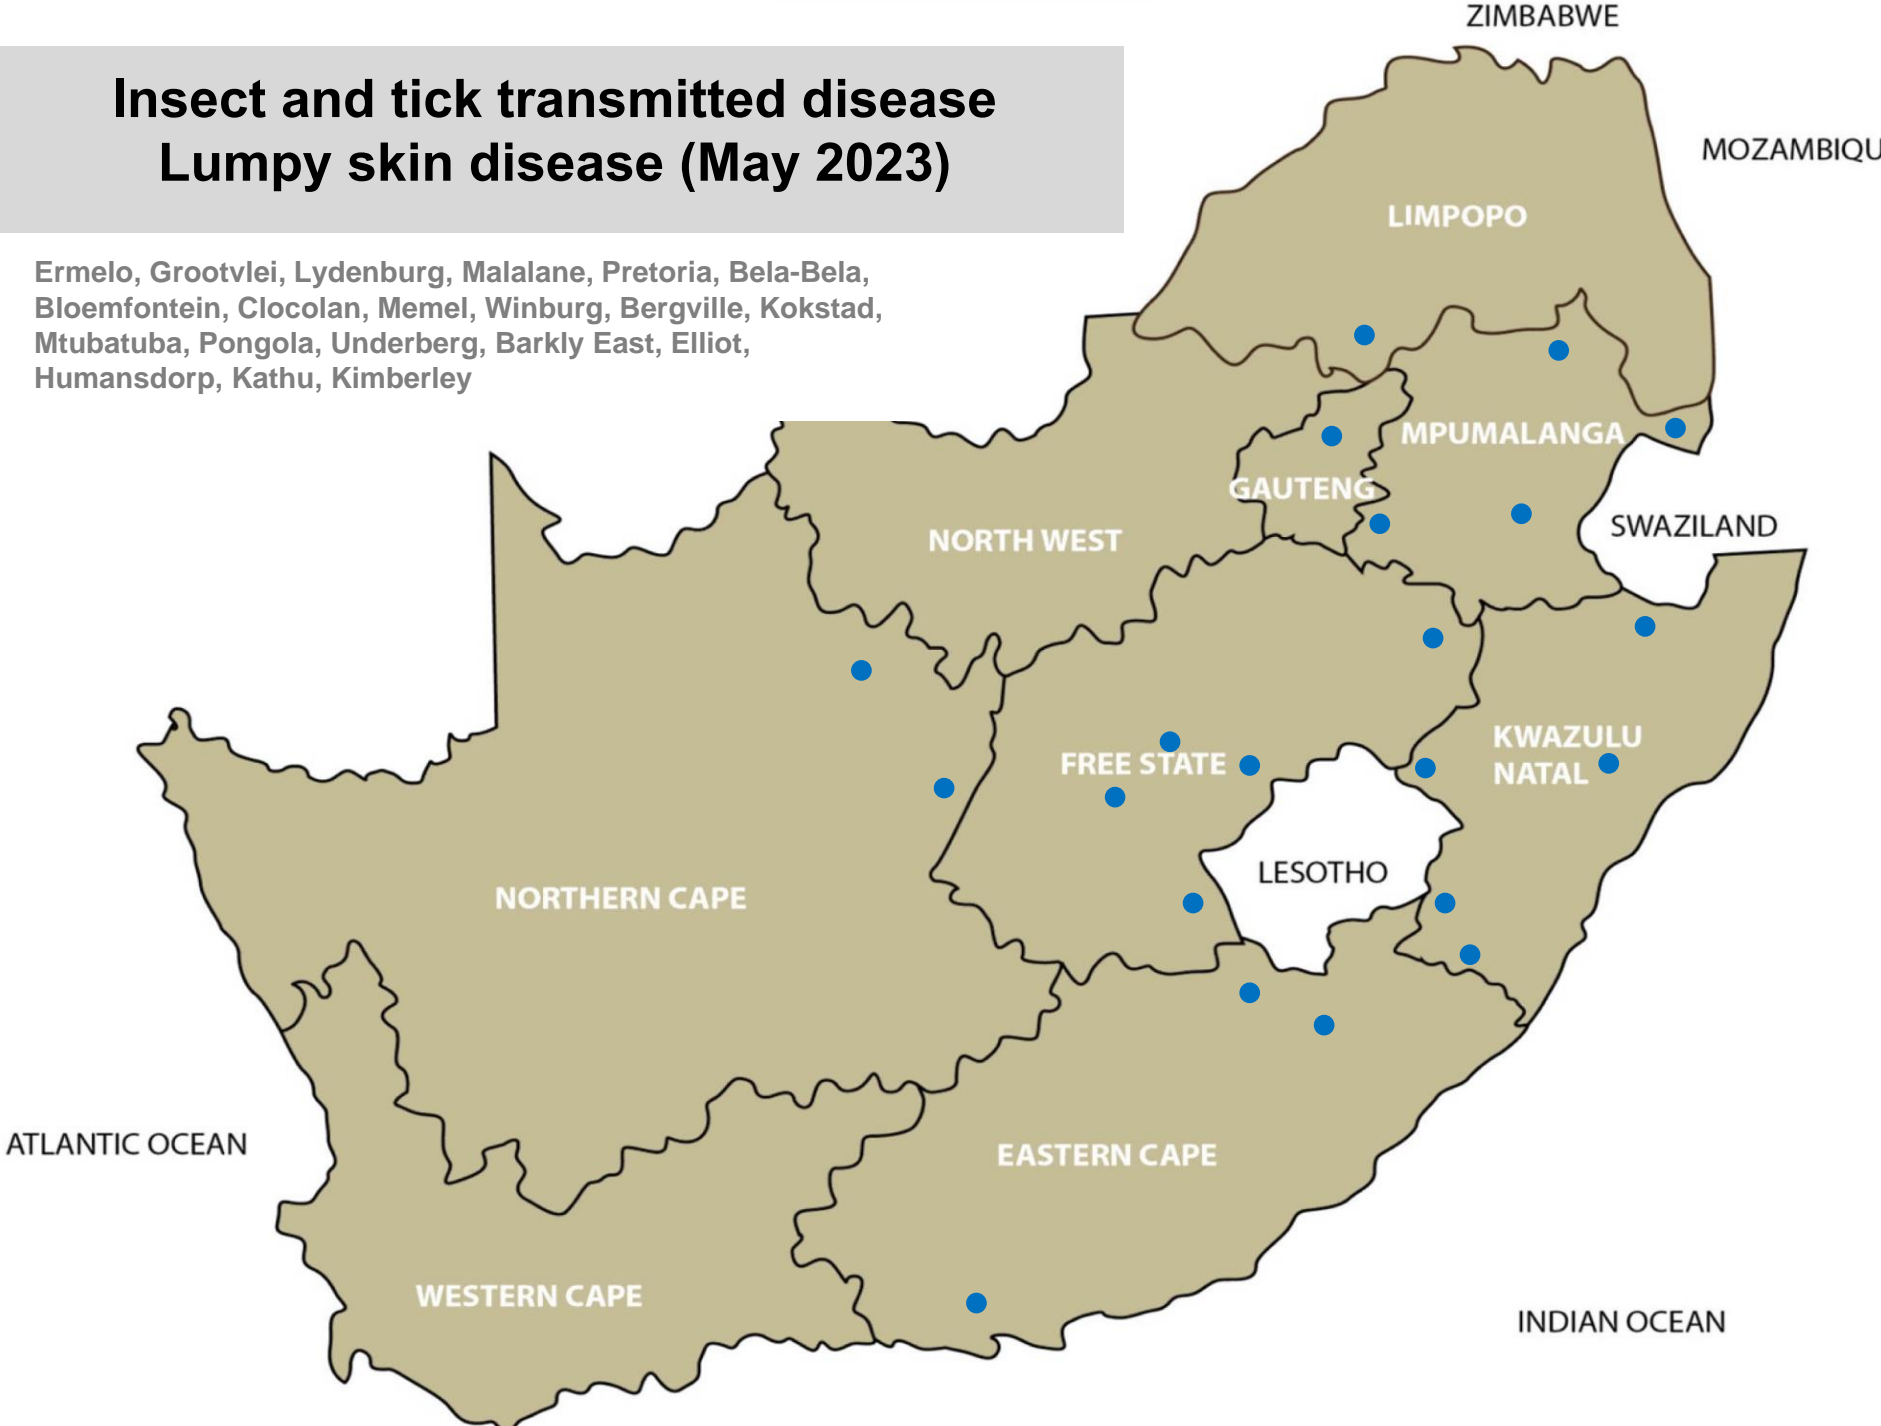 ZIMBABWE
Insect and tick transmitted disease
Lumpy skin disease (May 2023)
MOZAMBIQU
LIMPOPO
Ermelo, Grootvlei, Lydenburg, Malalane, Pretoria, Bela-Bela,
Bloemfontein, Clocolan, Memel, Winburg, Bergville, Kokstad,
Mtubatuba, Pongola, Underberg, Barkly East, Elliot,
Humansdorp, Kathu, Kimberley
MPUMALANGA
GAUTENG
NORTH WEST
SWAZILAND
KWAZULU
NATAL
FREE STATE
LESOTHO
NORTHERN CAPE
ATLANTIC OCEAN
EASTERN CAPE
WESTERN CAPE
INDIAN OCEAN